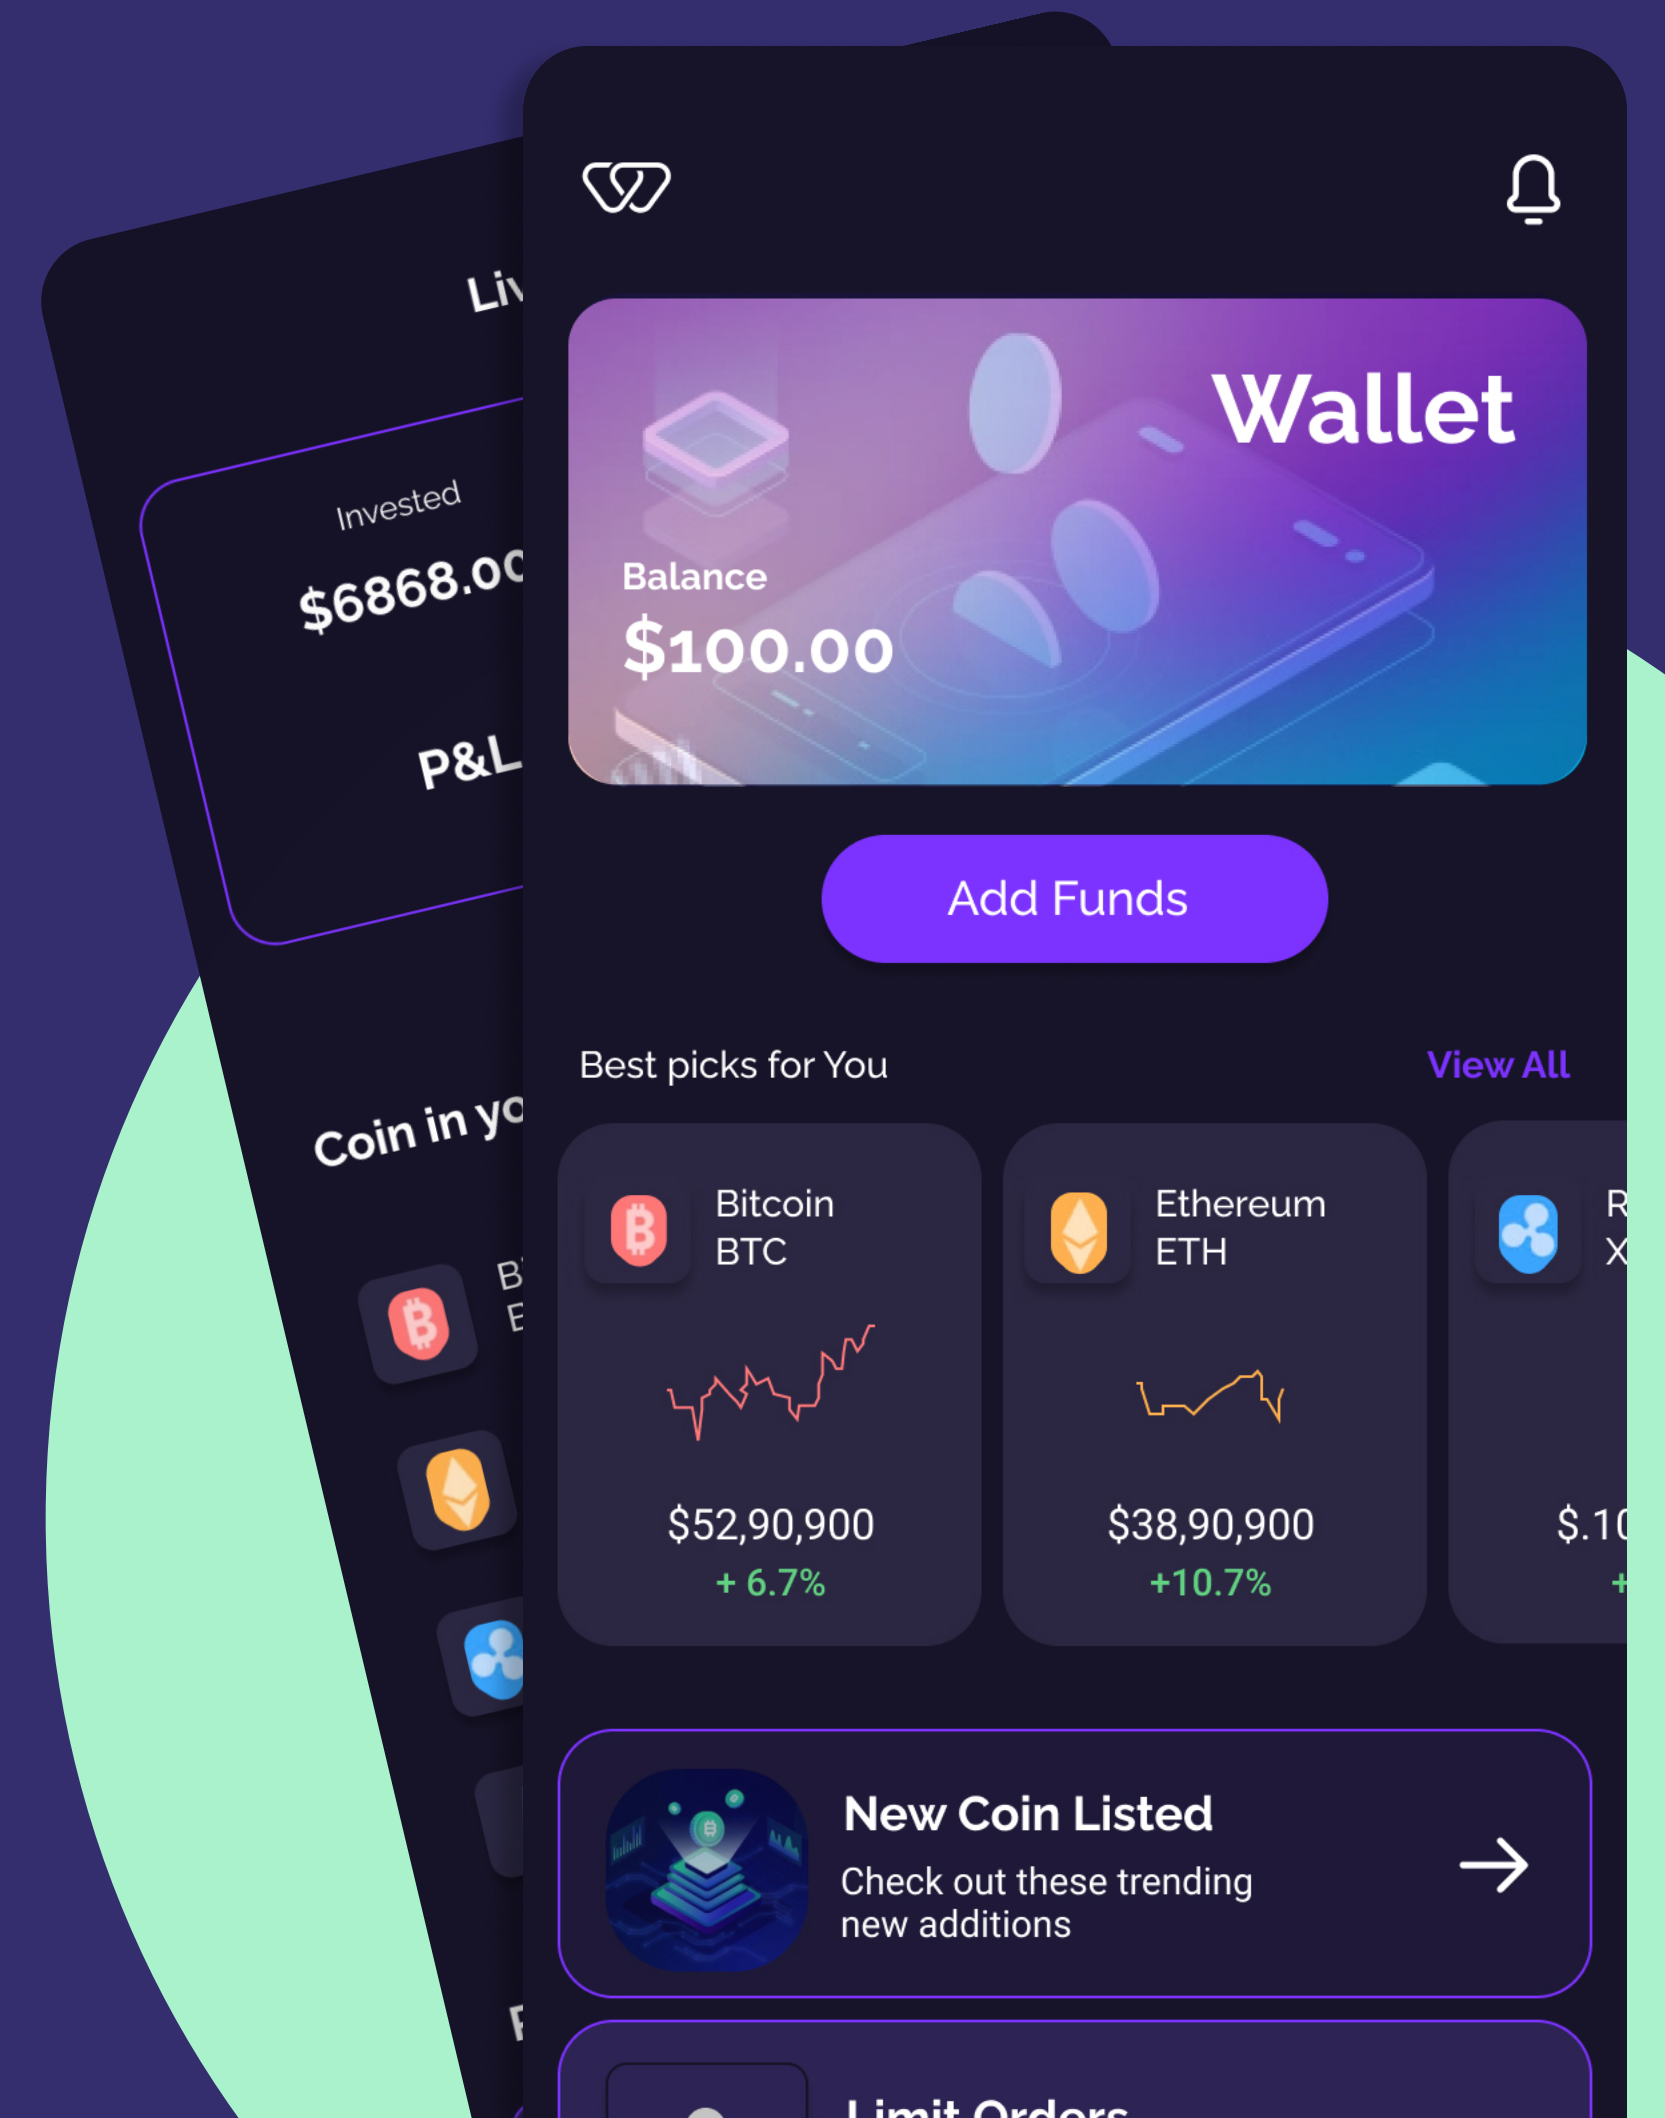 Invested
$6868.00
P&L
Coin in
Wallet
Balance
$100.00
Add Funds
Best picks for You
View All
Bitcoin
BTC
Ethereum
ETH
$52,90,900
+ 6.7%
$38,90,900
+10.7%
New Coin Listed
Check out these trending
new additions
Limit Orders